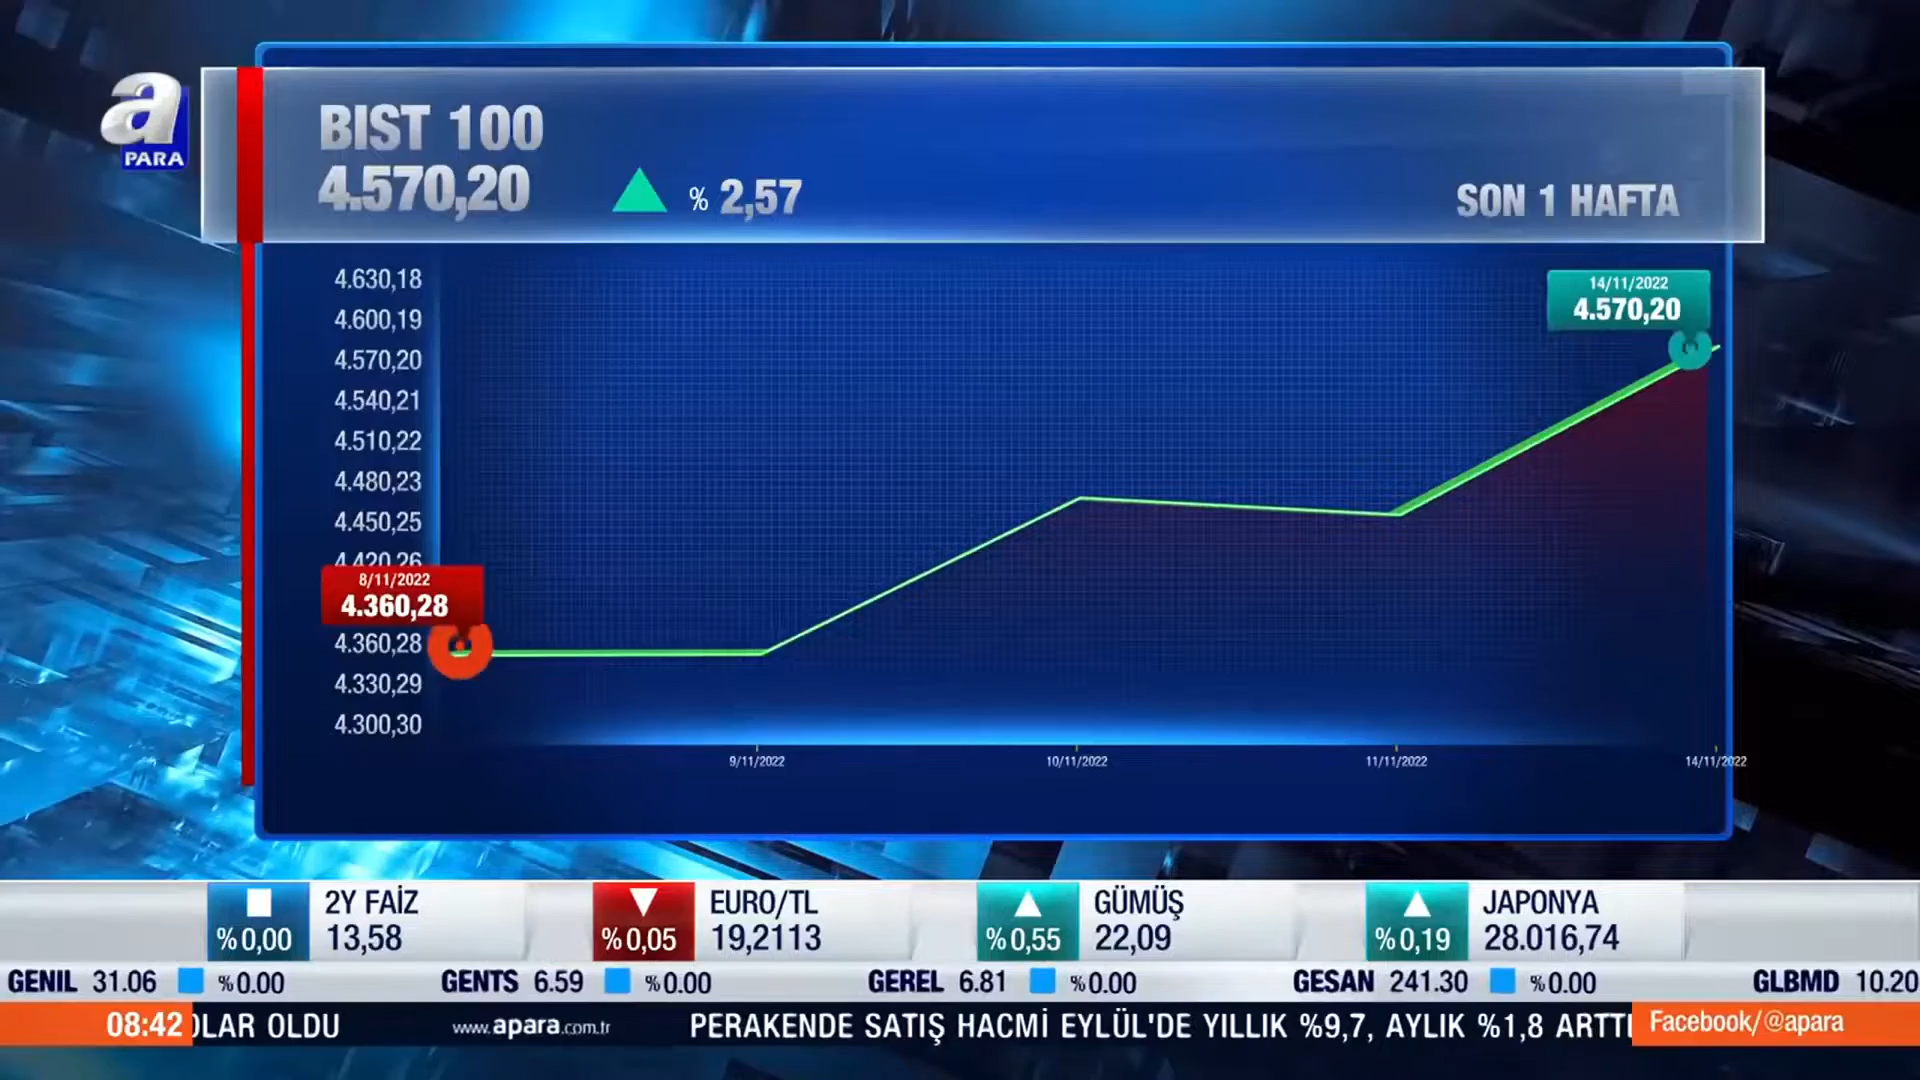 a
PARA
BIST 100
4.570,20
% 2,57
SON 1 HAFTA
4.630,18
4.600,19
4.570,20
4.540,21
4.510,22
4.480,23
4.450,25
4.420,26
4.360,28
4.330,29
4.300,30
8/11/2022
4.360,28
14/11/2022
4.570,20
9/11/2022
10/11/2022
11/11/2022
14/11/2022
%0,00 2Y FAİZ 13,58
%0,05 EURO/TL 19,2113
%0,55 GÜMÜŞ 22,09
%0,19 JAPONYA 28.016,74
GENIL 31.06 %0.00 GENTS 6.59 %0.00 GEREL 6.81 %0.00 GESAN 241.30 %0.00 GLBMD 10.20
08:42 OLAR OLDU www.apara.com.tr PERAKENDE SATIŞ HACMİ EYLÜL'DE YILLIK %9,7, AYLIK %1,8 ARTTI Facebook/@apara